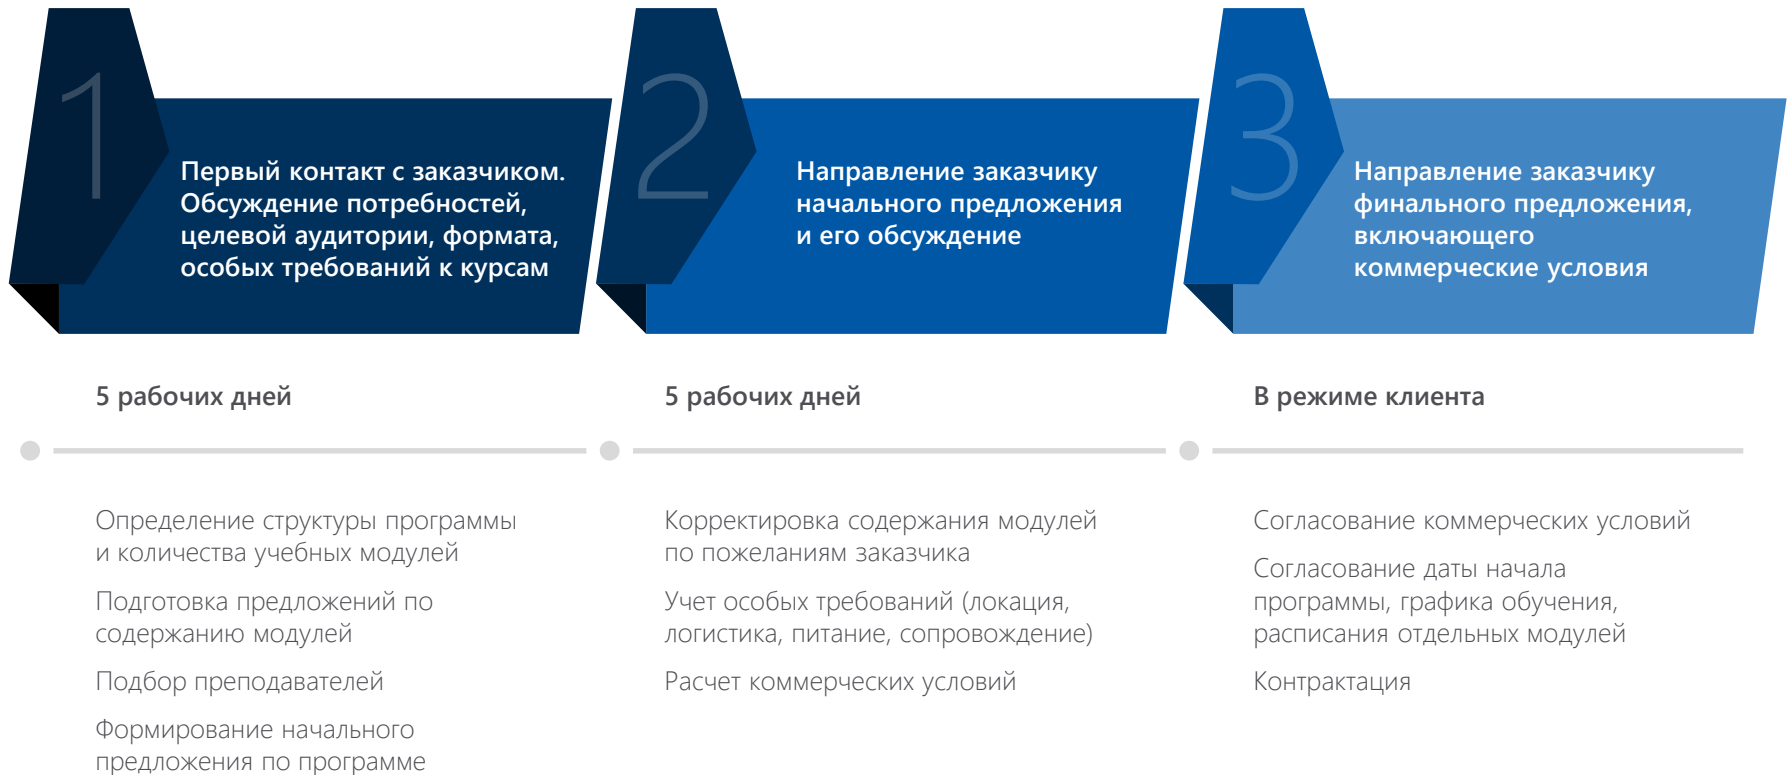 1
Первый контакт с заказчиком.
Обсуждение потребностей,
целевой аудитории, формата,
особых требований к курсам
2
Направление заказчику
начального предложения
и его обсуждение
3
Направление заказчику
финального предложения,
включающего
коммерческие условия
5 рабочих дней
5 рабочих дней
В режиме клиента
Определение структуры программы
и количества учебных модулей
Подготовка предложений по
содержанию модулей
Подбор преподавателей
Формирование начального
предложения по программе
Корректировка содержания модулей
по пожеланиям заказчика
Учет особых требований (локация,
логистика, питание, сопровождение)
Расчет коммерческих условий
Согласование коммерческих условий
Согласование даты начала
программы, графика обучения,
расписания отдельных модулей
Контрактация